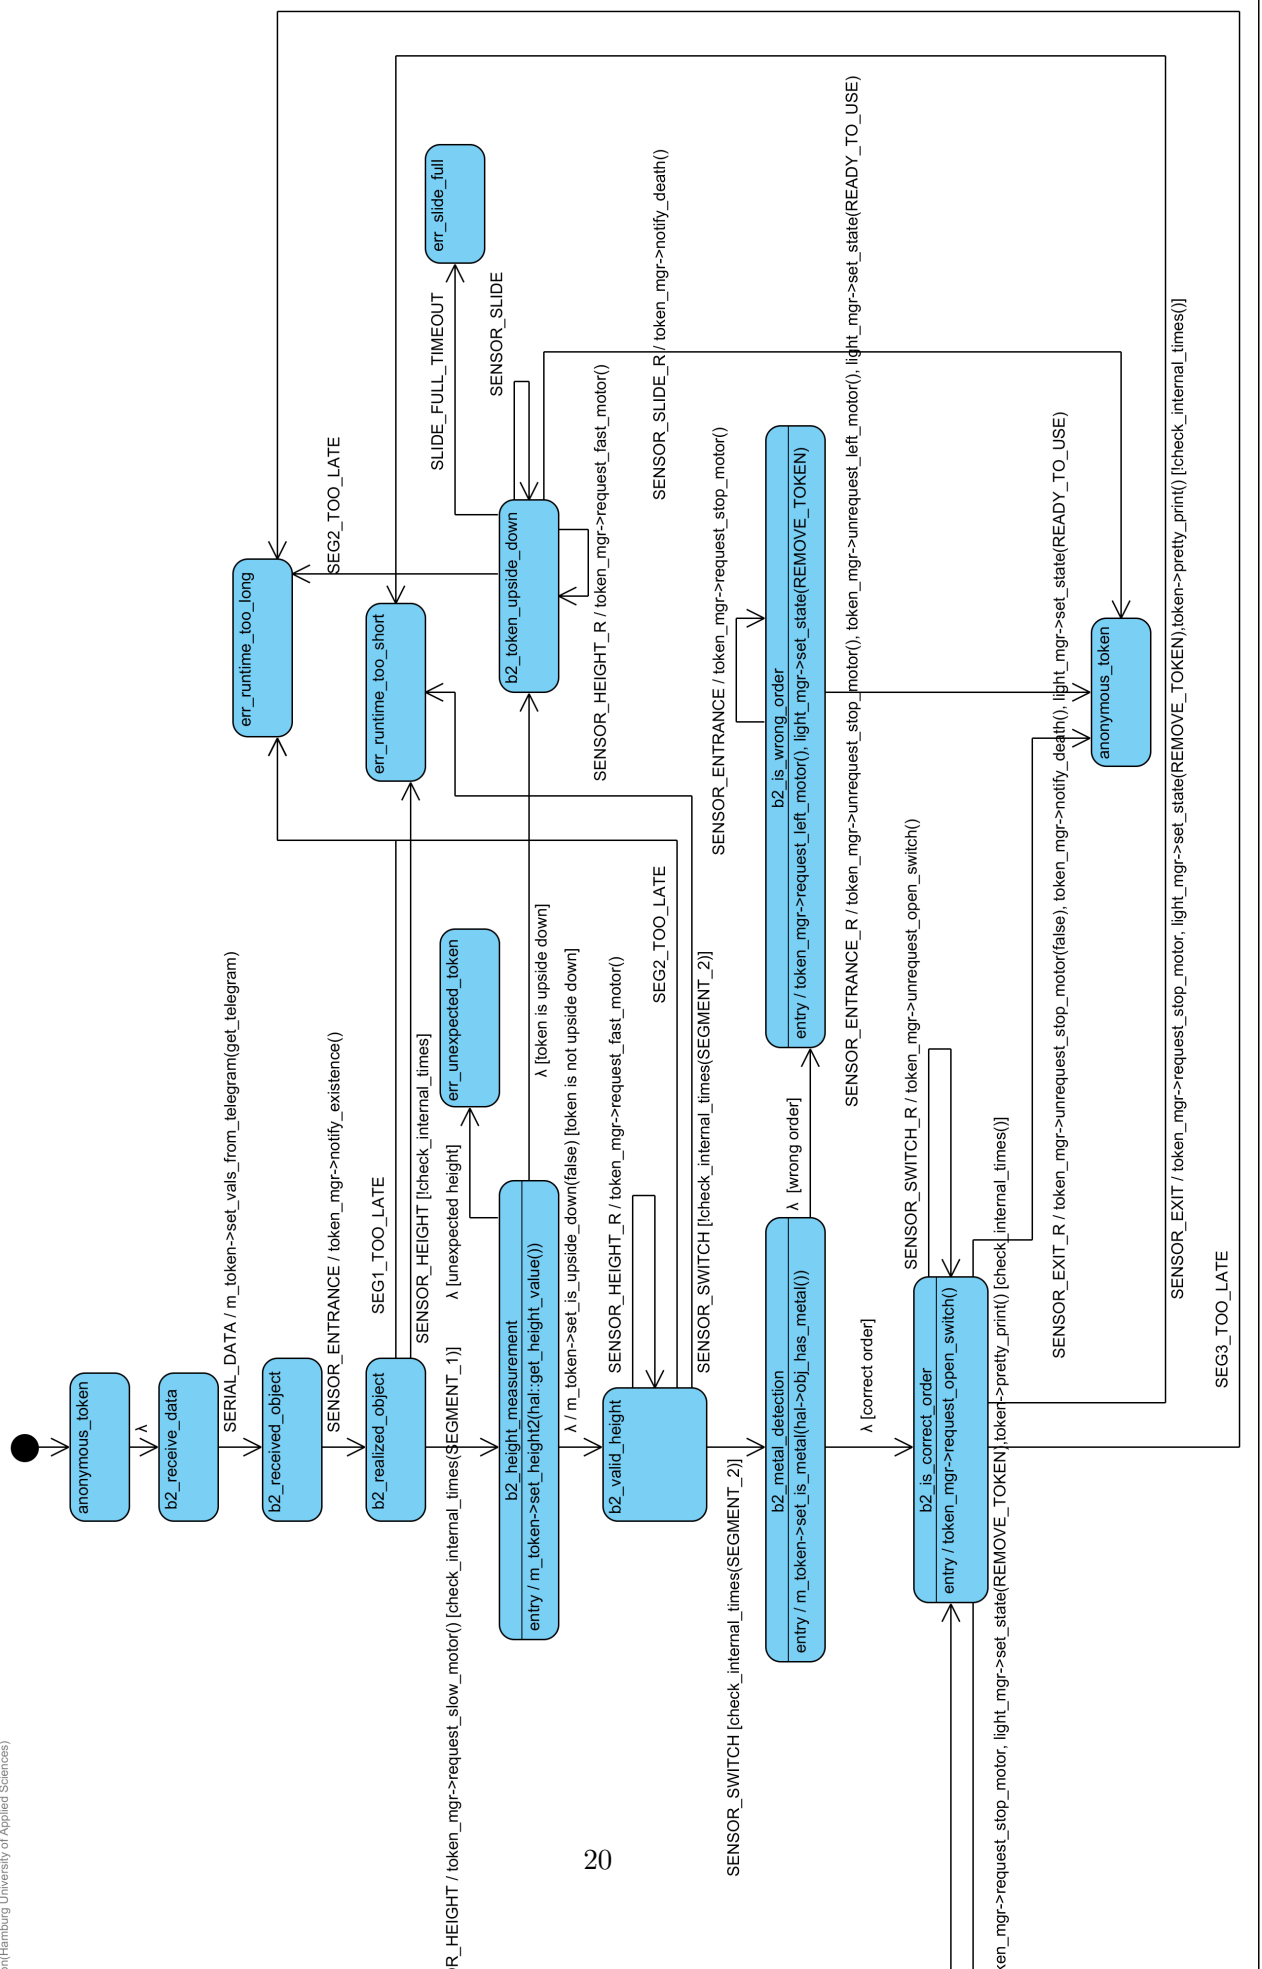 on(Hamburg University of Applied Sciences)
anonymous_token
λ
b2_receive_data
SERIAL_DATA / m_token->set_vals_from_telegram(get_telegram)
b2_received_object
SENSOR_ENTRANCE / token_mgr->notify_existence()
b2_realized_object
SEG1_TOO_LATE
SENSOR_HEIGHT [!check_internal_times]
R_HEIGHT / token_mgr->request_slow_motor() [check_internal_times(SEGMENT_1)]
λ [unexpected height]
err_unexpected_token
b2_height_measurement
entry / m_token->set_height2(hal::get_height_value())
λ [token is upside down]
λ / m_token->set_is_upside_down(false) [token is not upside down]
b2_valid_height
SENSOR_HEIGHT_R / token_mgr->request_fast_motor()
SEG2_TOO_LATE
SENSOR_SWITCH [!check_internal_times(SEGMENT_2)]
SENSOR_SWITCH [check_internal_times(SEGMENT_2)]
b2_metal_detection
entry / m_token->set_is_metal(hal->obj_has_metal())
λ [wrong order]
λ [correct order]
b2_is_correct_order
entry / token_mgr->request_open_switch()
SENSOR_SWITCH_R / token_mgr->unrequest_open_switch()
ken_mgr->request_stop_motor, light_mgr->set_state(REMOVE_TOKEN),token->pretty_print() [check_internal_times()]
SENSOR_EXIT_R / token_mgr->unrequest_stop_motor(false), token_mgr->notify_death(), light_mgr->set_state(READY_TO_USE)
SENSOR_EXIT / token_mgr->request_stop_motor, light_mgr->set_state(REMOVE_TOKEN),token->pretty_print() [!check_internal_times()]
SEG3_TOO_LATE
err_runtime_too_long
SEG2_TOO_LATE
err_runtime_too_short
err_slide_full
SLIDE_FULL_TIMEOUT
SENSOR_SLIDE
b2_token_upside_down
SENSOR_HEIGHT_R / token_mgr->request_fast_motor()
SENSOR_SLIDE_R / token_mgr->notify_death()
SENSOR_ENTRANCE / token_mgr->request_stop_motor()
b2_is_wrong_order
entry / token_mgr->request_left_motor(), light_mgr->set_state(REMOVE_TOKEN)
SENSOR_ENTRANCE_R / token_mgr->unrequest_stop_motor(), token_mgr->unrequest_left_motor(), light_mgr->set_state(READY_TO_USE)
anonymous_token
20